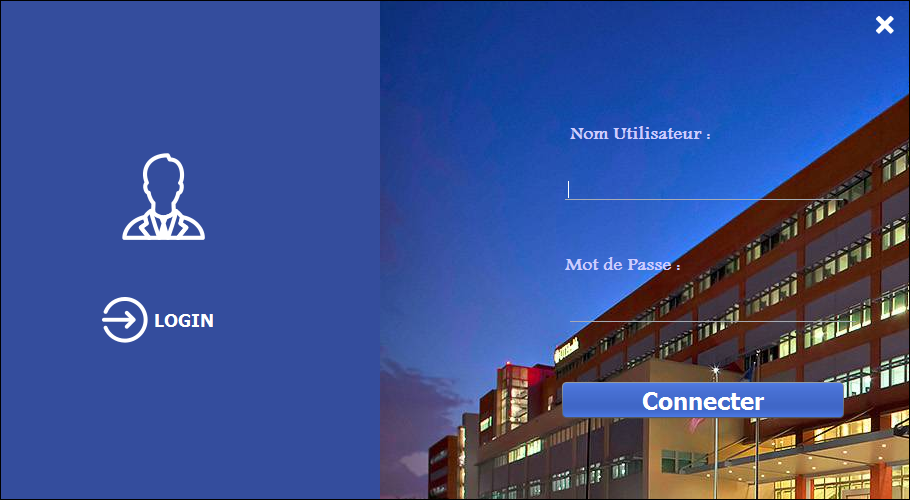 Nom Utilisateur :
Mot de Passe :
LOGIN
Connecter